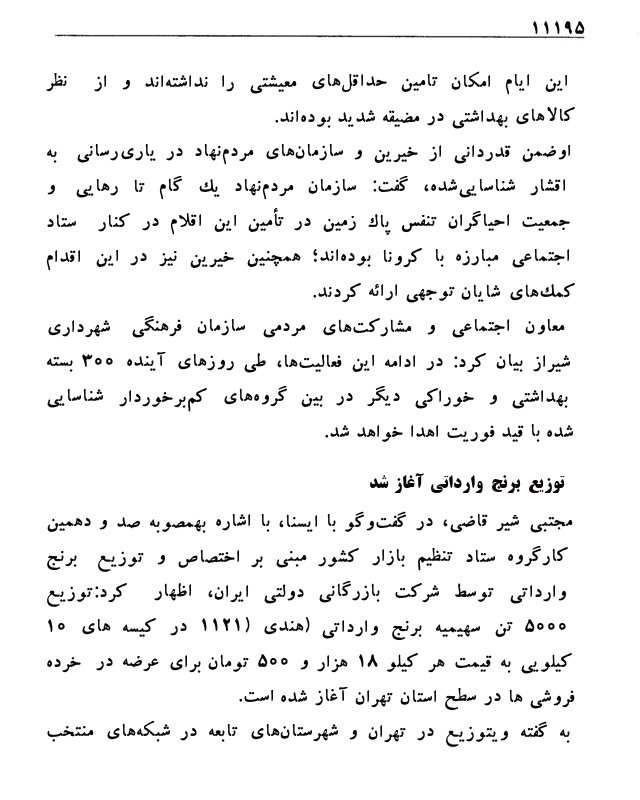 ۱۱۱۹۵
این ایام امکان تامین حداقل‌های معیشتی را نداشته‌اند و از نظر
کالاهای بهداشتی در مضیقه شدید بوده‌اند.
اوضمن قدردانی از خیرین و سازمان‌های مردم‌نهاد در یاری‌رسانی به
اقشار شناسایی‌شده، گفت: سازمان مردم‌نهاد یك گام تا رهایی و
جمعیت احیاگران تنفس پاك زمین در تأمین این اقلام در کنار ستاد
اجتماعی مبارزه با کرونا بوده‌اند؛ همچنین خیرین نیز در این اقدام
کمك‌های شایان توجهی ارائه کردند.
معاون اجتماعی و مشارکت‌های مردمی سازمان فرهنگی شهرداری
شیراز بیان کرد: در ادامه این فعالیت‌ها، طی روزهای آینده ۳۰۰ بسته
بهداشتی و خوراکی دیگر در بین گروه‌های کم‌برخوردار شناسایی
شده با قید فوریت اهدا خواهد شد.
توزیع برنج وارداتی آغاز شد
مجتبی شیر قاضی، در گفت‌وگو با ایسنا، با اشاره بهمصوبه صد و دهمین
کارگروه ستاد تنظیم بازار کشور مبنی بر اختصاص و توزیع برنج
وارداتی توسط شرکت بازرگانی دولتی ایران، اظهار کرد:توزیع
۵۰۰۰ تن سهیمیه برنج وارداتی (هندی (۱۱۲۱ در کیسه های ۱۰
کیلویی به قیمت هر کیلو ۱۸ هزار و ۵۰۰ تومان برای عرضه در خرده
فروشی ها در سطح استان تهران آغاز شده است.
به گفته ویتوزیع در تهران و شهرستان‌های تابعه در شبکه‌های منتخب